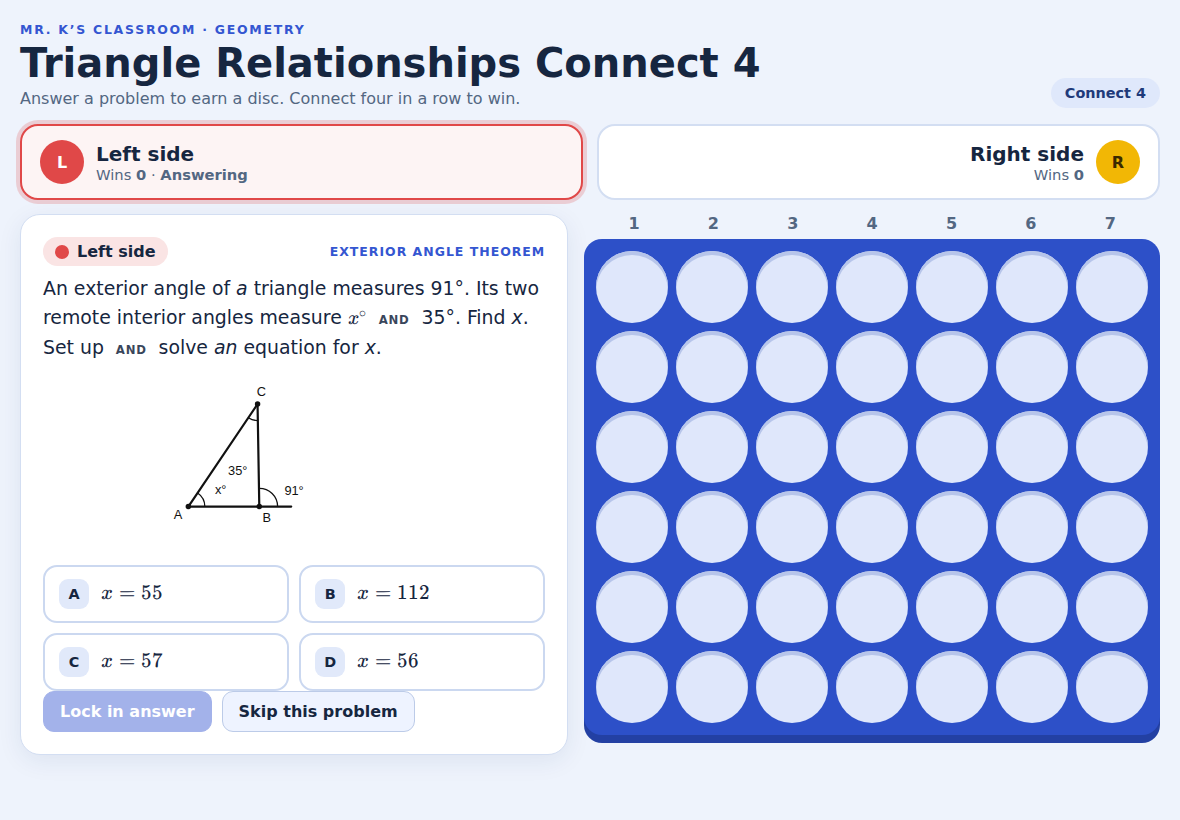 MR. K'S CLASSROOM · GEOMETRY
Triangle Relationships Connect 4
Answer a problem to earn a disc. Connect four in a row to win.
Connect 4
L
Left side
Wins 0 · Answering
Right side
Wins 0
R
Left side
EXTERIOR ANGLE THEOREM
An exterior angle of a triangle measures 91°. Its two
remote interior angles measure x° AND 35°. Find x.
Set up AND solve an equation for x.
C
35°
x°
91°
A
B
A x = 55
B x = 112
C x = 57
D x = 56
Lock in answer
Skip this problem
1 2 3 4 5 6 7